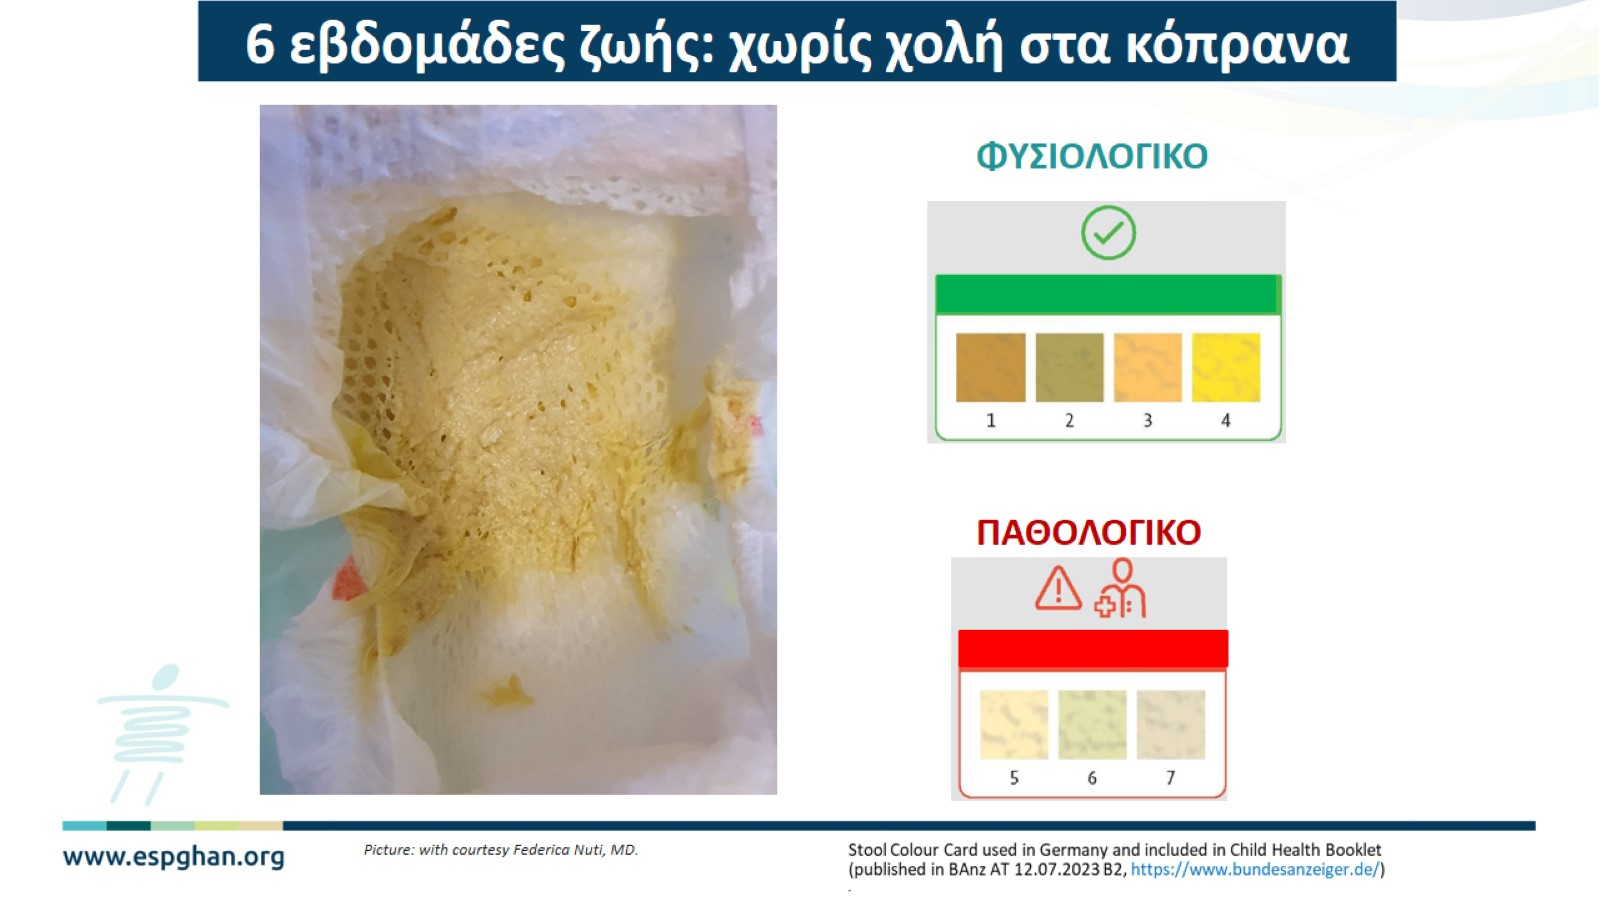 6 εβδομάδες ζωής: χωρίς χολή στα κόπρανα
ΦΥΣΙΟΛΟΓΙΚΟ
1 2 3 4
ΠΑΘΟΛΟΓΙΚΟ
5 6 7
www.espghan.org
Picture: with courtesy Federica Nuti, MD.
Stool Colour Card used in Germany and included in Child Health Booklet
(published in BAnz AT 12.07.2023 B2, https://www.bundesanzeiger.de/)
.